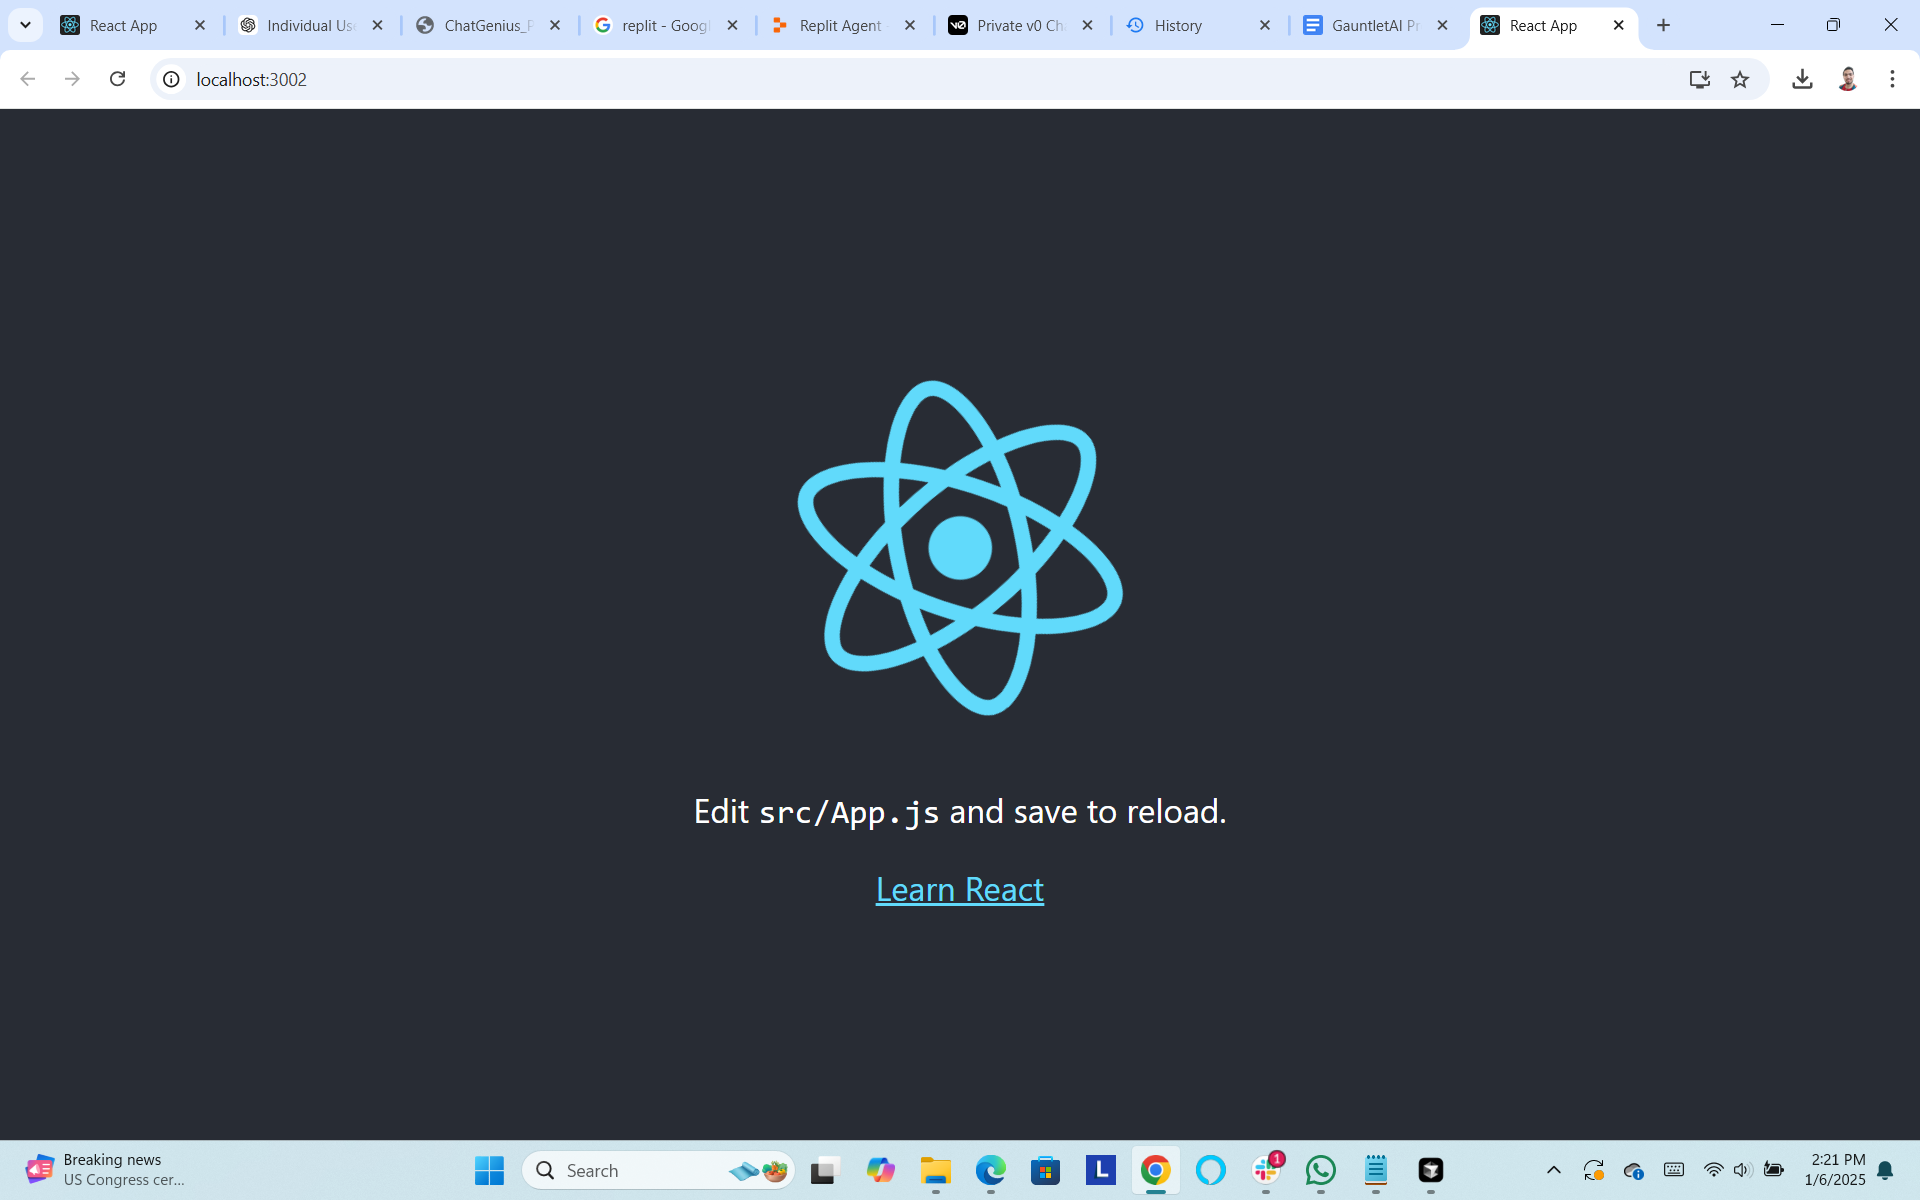 React App
Individual Use
ChatGenius_P
replit - Googl
Replit Agent
Private v0 Ch
History
GauntletAI Pr
React App
localhost:3002
Edit src/App.js and save to reload.
Learn React
Breaking news
US Congress cer...
Search
L
1
2:21 PM
1/6/2025